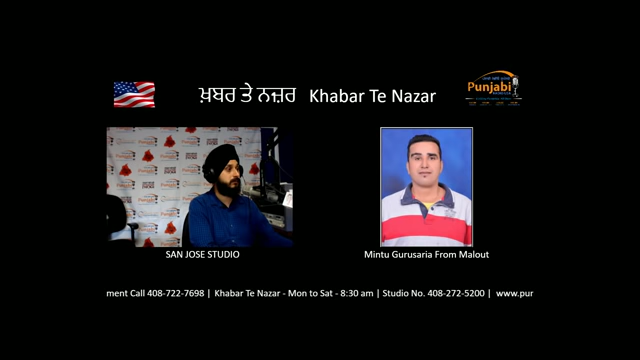 ਖ਼ਬਰ ਤੇ ਨਜ਼ਰ Khabar Te Nazar
Punjabi
SAN JOSE STUDIO
Mintu Gurusaria From Malout
ment Call 408-722-7698 | Khabar Te Nazar - Mon to Sat - 8:30 am | Studio No. 408-272-5200 | www.pur